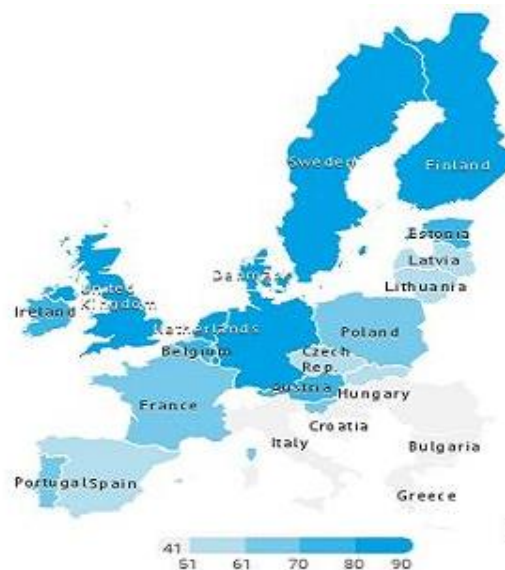 Sweden
Finland
Estonia
Latvia
Denmark
Lithuania
United
Kingdom
Ireland
Netherlands
Poland
Belgium
Czech
Rep.
Austria
Hungary
France
Croatia
Italy
Bulgaria
Portugal Spain
Greece
41
51 61 70 80 90